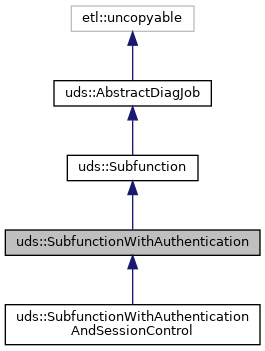 etl::uncopyable
uds::AbstractDiagJob
uds::Subfunction
uds::SubfunctionWithAuthentication
uds::SubfunctionWithAuthentication
AndSessionControl